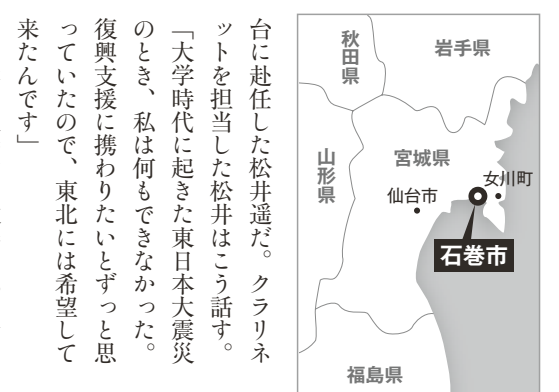 台に赴任した松井遥だ。クラリネ
ットを担当した松井はこう話す。
「大学時代に起きた東日本大震災
のとき、私は何もできなかった。
復興支援に携わりたいとずっと思
っていたので、東北には希望して
来たんです」
秋田県
岩手県
山形県
宮城県
仙台市
女川町
石巻市
福島県